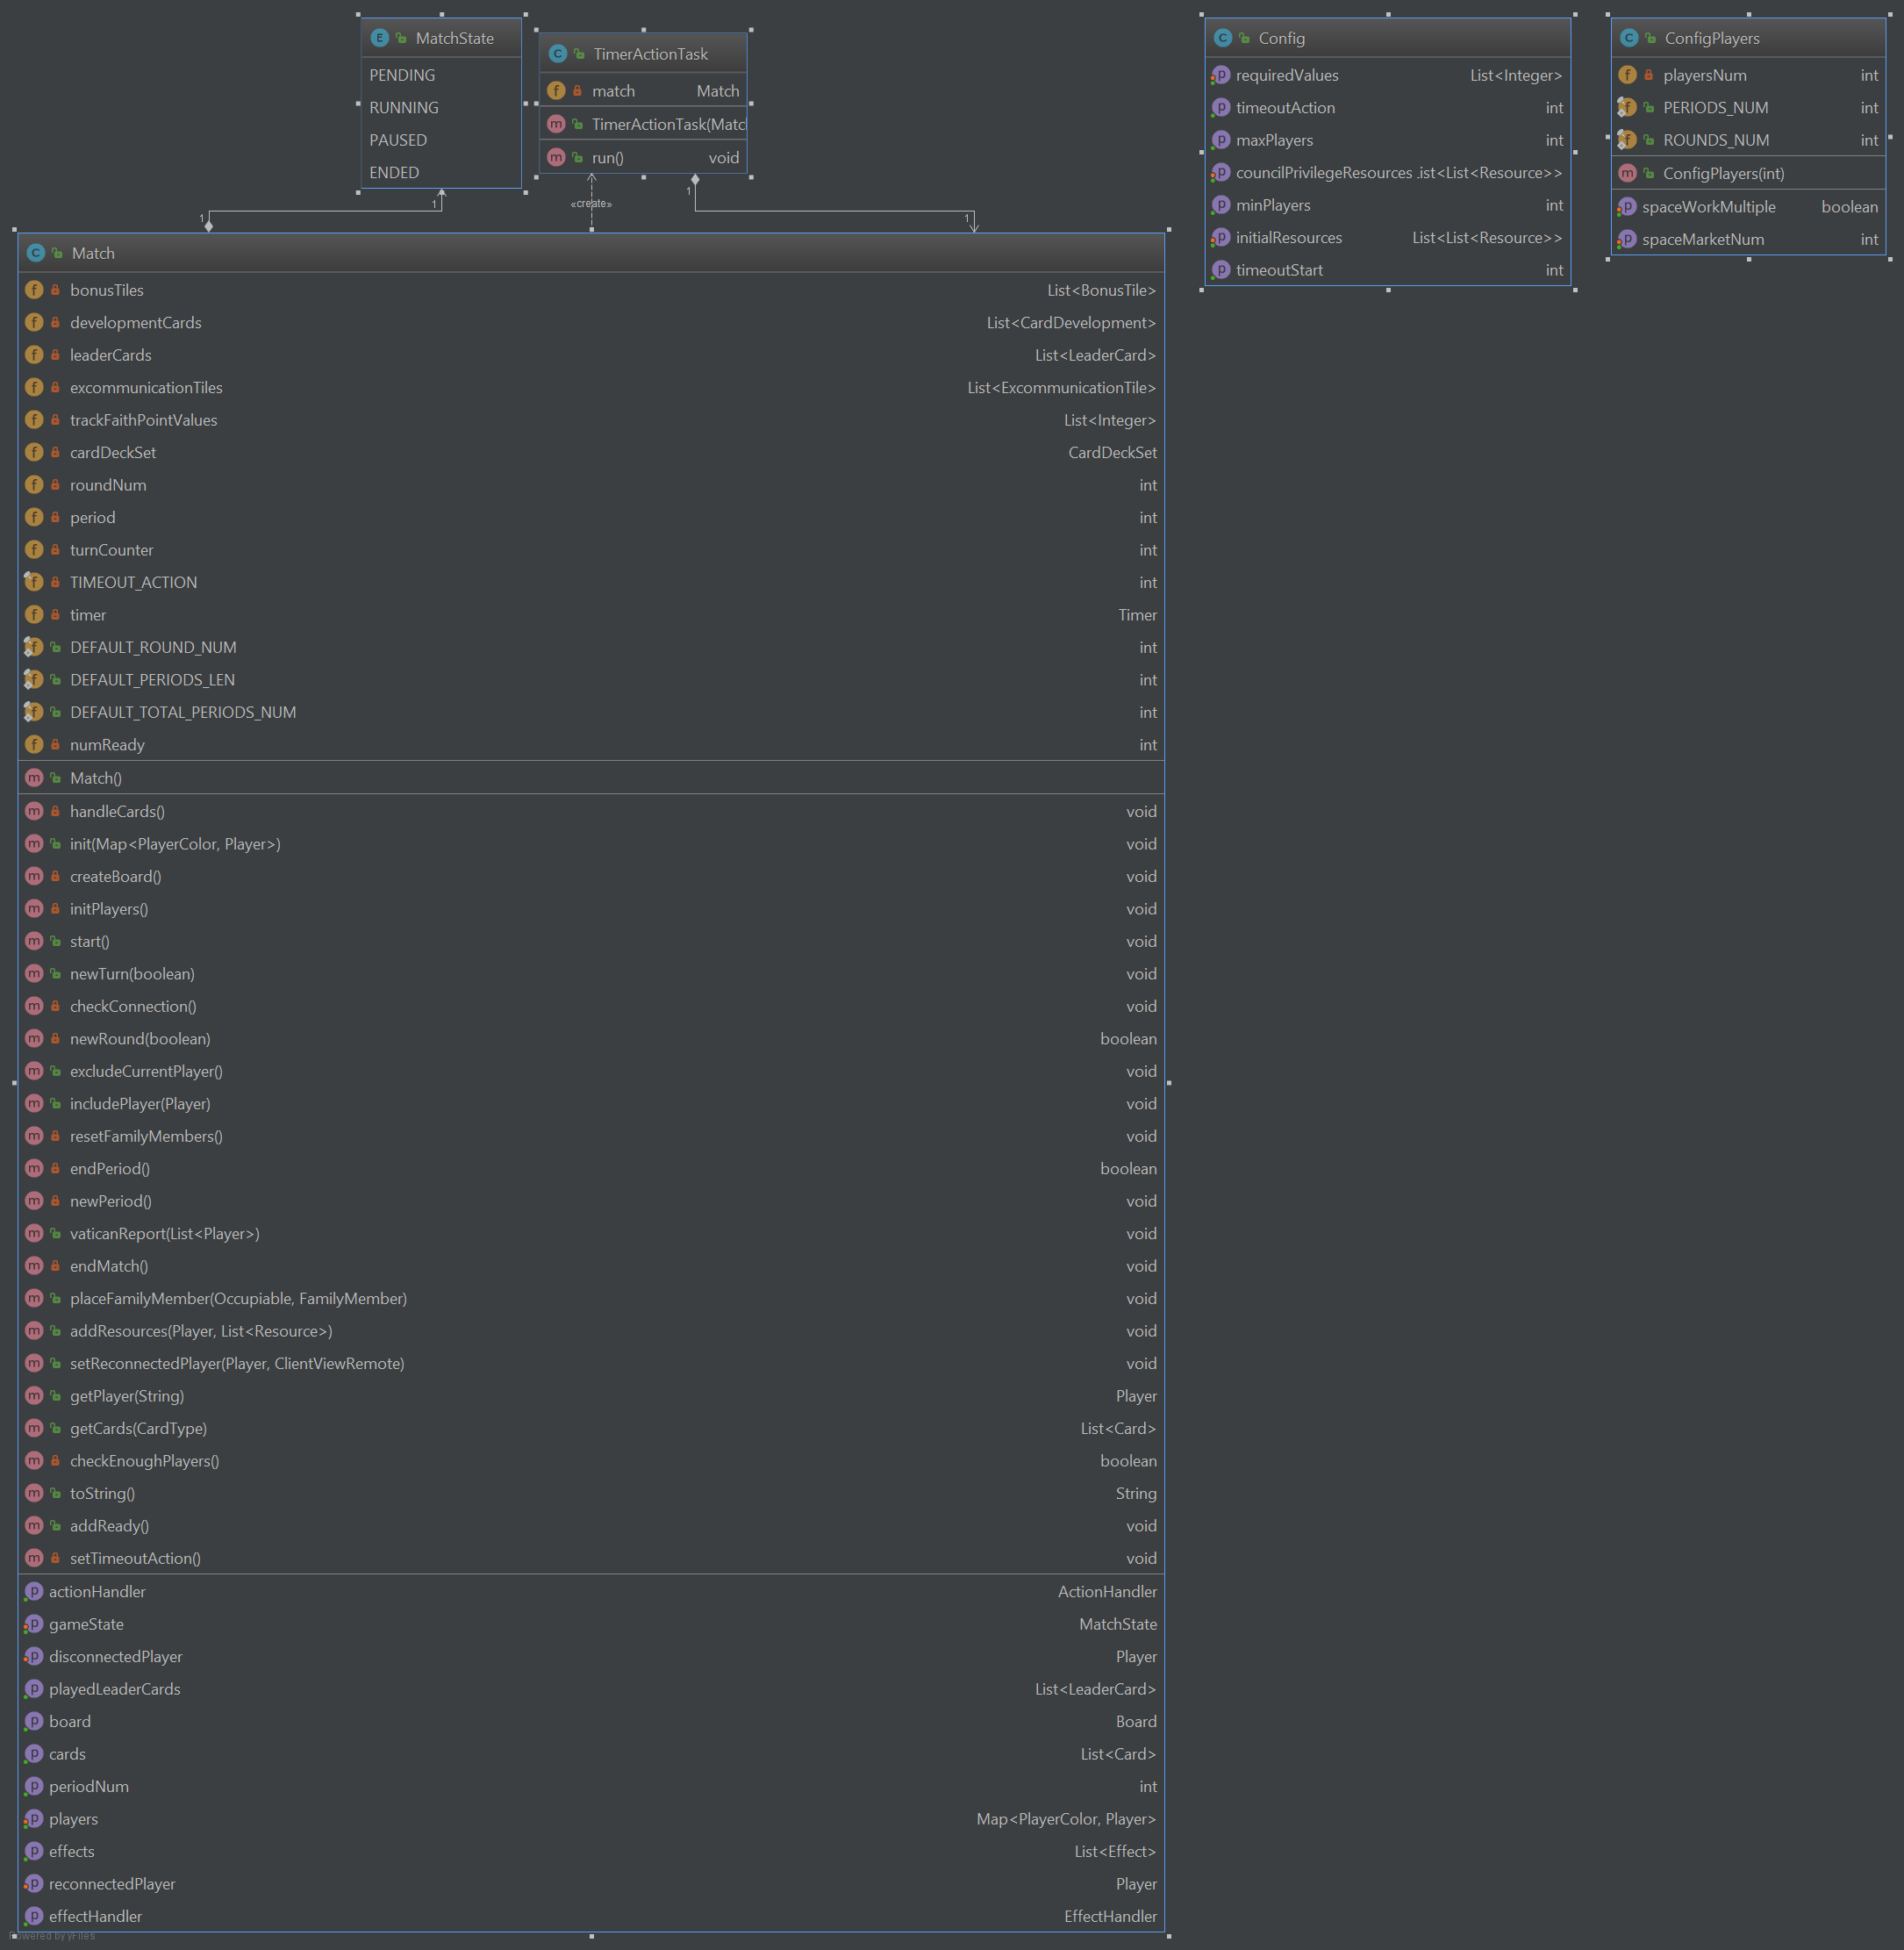 MatchState
PENDING
RUNNING
PAUSED
ENDED
TimerActionTask
match Match
TimerActionTask(Matc
run() void
1
1
«create»
1
1
Config
requiredValues List<Integer>
timeoutAction int
maxPlayers int
councilPrivilegeResources .ist<List<Resource>>
minPlayers int
initialResources List<List<Resource>>
timeoutStart int
ConfigPlayers
playersNum int
PERIODS_NUM int
ROUNDS_NUM int
ConfigPlayers(int)
spaceWorkMultiple boolean
spaceMarketNum int
Match
bonusTiles List<BonusTile>
developmentCards List<CardDevelopment>
leaderCards List<LeaderCard>
excommunicationTiles List<ExcommunicationTile>
trackFaithPointValues List<Integer>
cardDeckSet CardDeckSet
roundNum int
period int
turnCounter int
TIMEOUT_ACTION int
timer Timer
DEFAULT_ROUND_NUM int
DEFAULT_PERIODS_LEN int
DEFAULT_TOTAL_PERIODS_NUM int
numReady int
Match()
handleCards() void
init(Map<PlayerColor, Player>) void
createBoard() void
initPlayers() void
start() void
newTurn(boolean) void
checkConnection() void
newRound(boolean) boolean
excludeCurrentPlayer() void
includePlayer(Player) void
resetFamilyMembers() void
endPeriod() boolean
newPeriod() void
vaticanReport(List<Player>) void
endMatch() void
placeFamilyMember(Occupiable, FamilyMember) void
addResources(Player, List<Resource>) void
setReconnectedPlayer(Player, ClientViewRemote) void
getPlayer(String) Player
getCards(CardType) List<Card>
checkEnoughPlayers() boolean
toString() String
addReady() void
setTimeoutAction() void
actionHandler ActionHandler
gameState MatchState
disconnectedPlayer Player
playedLeaderCards List<LeaderCard>
board Board
cards List<Card>
periodNum int
players Map<PlayerColor, Player>
effects List<Effect>
reconnectedPlayer Player
effectHandler EffectHandler
Powered by yFiles